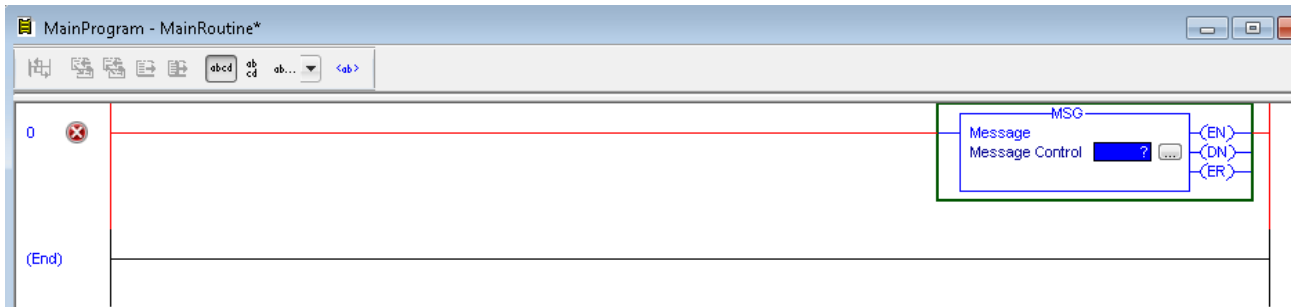 MainProgram - MainRoutine*
abcd ab cd ab... <ab>
MSG
0 Message (EN)
Message Control ? ... (DN)
(ER)
(End)